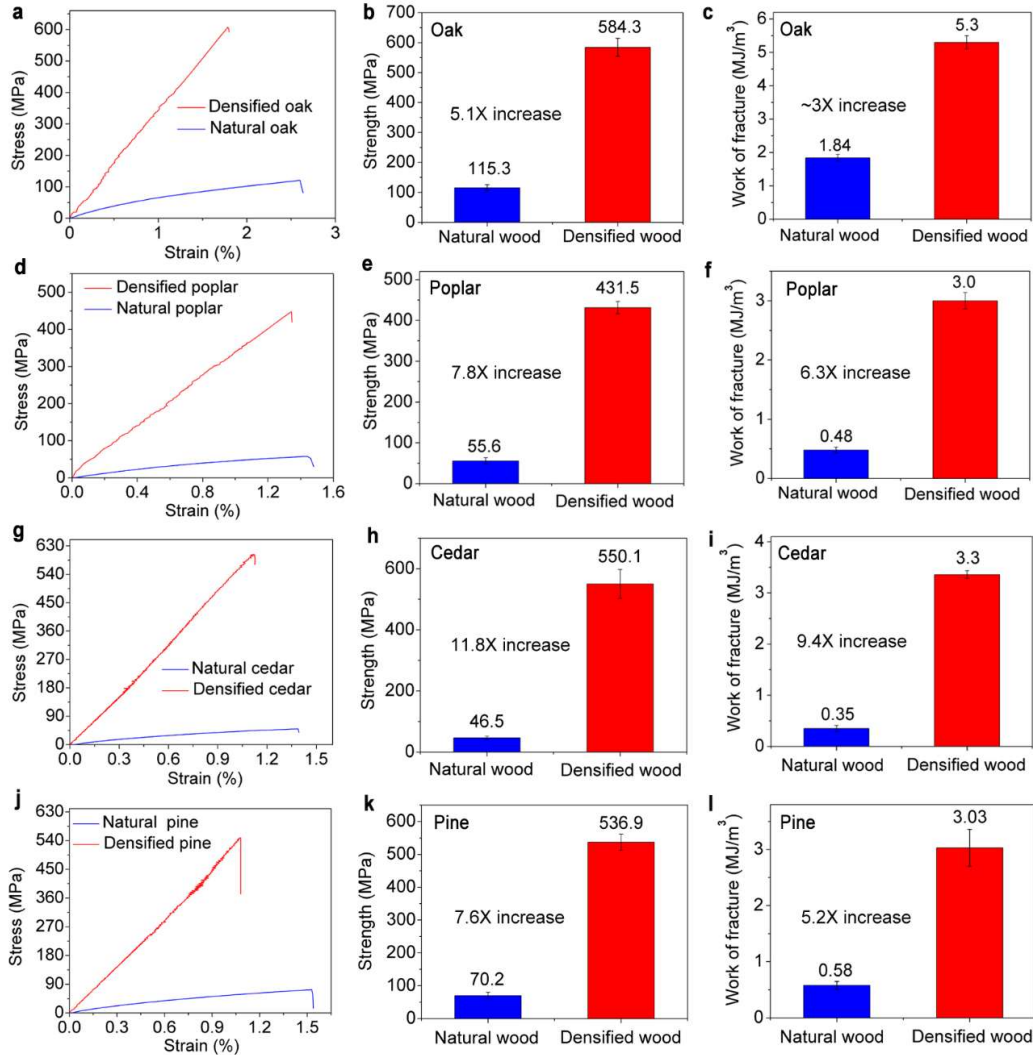 a
Stress (MPa)
600
500
400
300
200
100
0
Densified oak
Natural oak
0
1
2
3
Strain (%)
b
Strength (MPa)
700
600
500
400
300
200
100
0
Oak
584.3
5.1X increase
115.3
Natural wood
Densified wood
c
Work of fracture (MJ/m³)
6
5
4
3
2
1
0
Oak
5.3
~3X increase
1.84
Natural wood
Densified wood
d
Stress (MPa)
500
400
300
200
100
0
Densified poplar
Natural poplar
0.0
0.4
0.8
1.2
1.6
Strain (%)
e
Strength (MPa)
500
400
300
200
100
0
Poplar
431.5
7.8X increase
55.6
Natural wood
Densified wood
f
Work of fracture (MJ/m³)
3
2
1
0
Poplar
3.0
6.3X increase
0.48
Natural wood
Densified wood
g
Stress (MPa)
630
540
450
360
270
180
90
0
Natural cedar
Densified cedar
0.0
0.3
0.6
0.9
1.2
1.5
Strain (%)
h
Strength (MPa)
600
400
200
0
Cedar
550.1
11.8X increase
46.5
Natural wood
Densified wood
i
Work of fracture (MJ/m³)
4
3
2
1
0
Cedar
3.3
9.4X increase
0.35
Natural wood
Densified wood
j
Stress (MPa)
630
540
450
360
270
180
90
0
Natural pine
Densified pine
0.0
0.3
0.6
0.9
1.2
1.5
Strain (%)
k
Strength (MPa)
600
500
400
300
200
100
0
Pine
536.9
7.6X increase
70.2
Natural wood
Densified wood
l
Work of fracture (MJ/m³)
3
2
1
0
Pine
3.03
5.2X increase
0.58
Natural wood
Densified wood